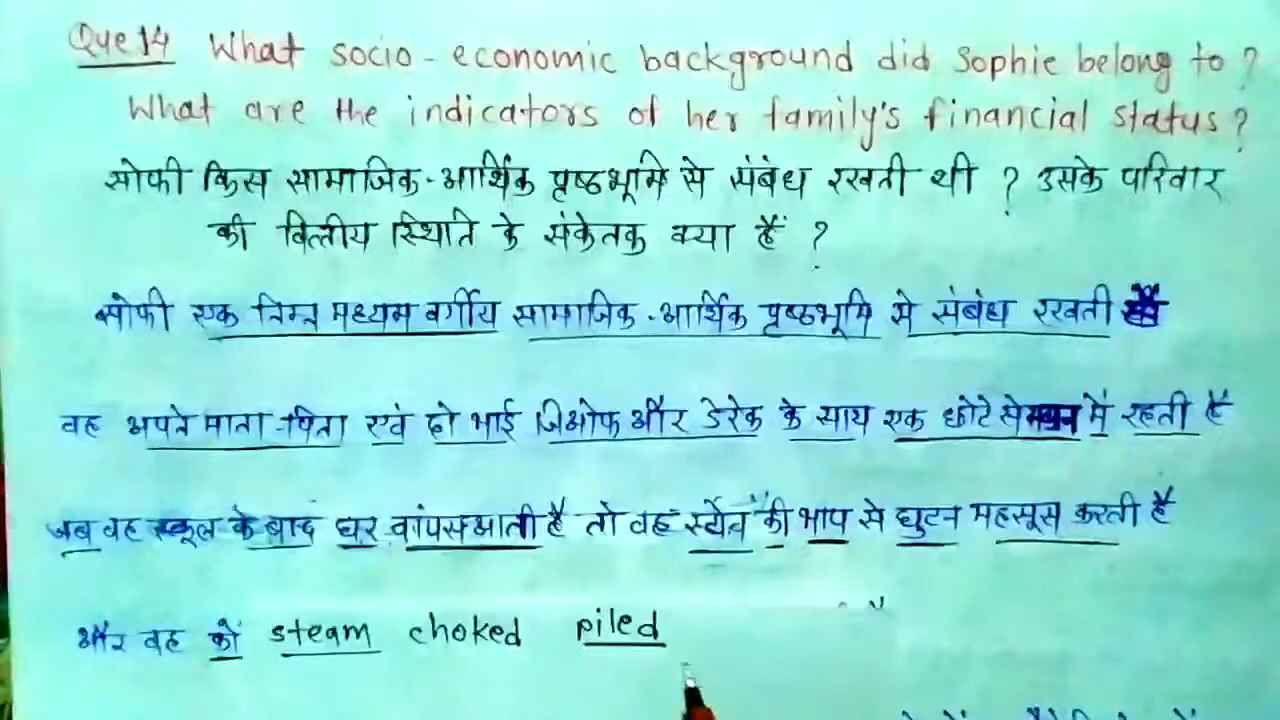 Que 14 What socio-economic background did Sophie belong to ?
What are the indicators of her family's financial status ?
सोफी किस सामाजिक-आर्थिक पृष्ठभूमि से संबंध रखती थी ? उसके परिवार
की वित्तीय स्थिति के संकेतक क्या हैं ?
सोफी एक निम्न मध्यम वर्गीय सामाजिक-आर्थिक पृष्ठभूमि से संबंध रखती
वह अपने माता-पिता एवं दो भाई जिओफ और डेरेक के साथ एक छोटे से में रहती है
जब वह स्कूल के बाद घर वापस आती है तो वह स्टोव की भाप से घुटन महसूस करती है
और वह को steam choked piled